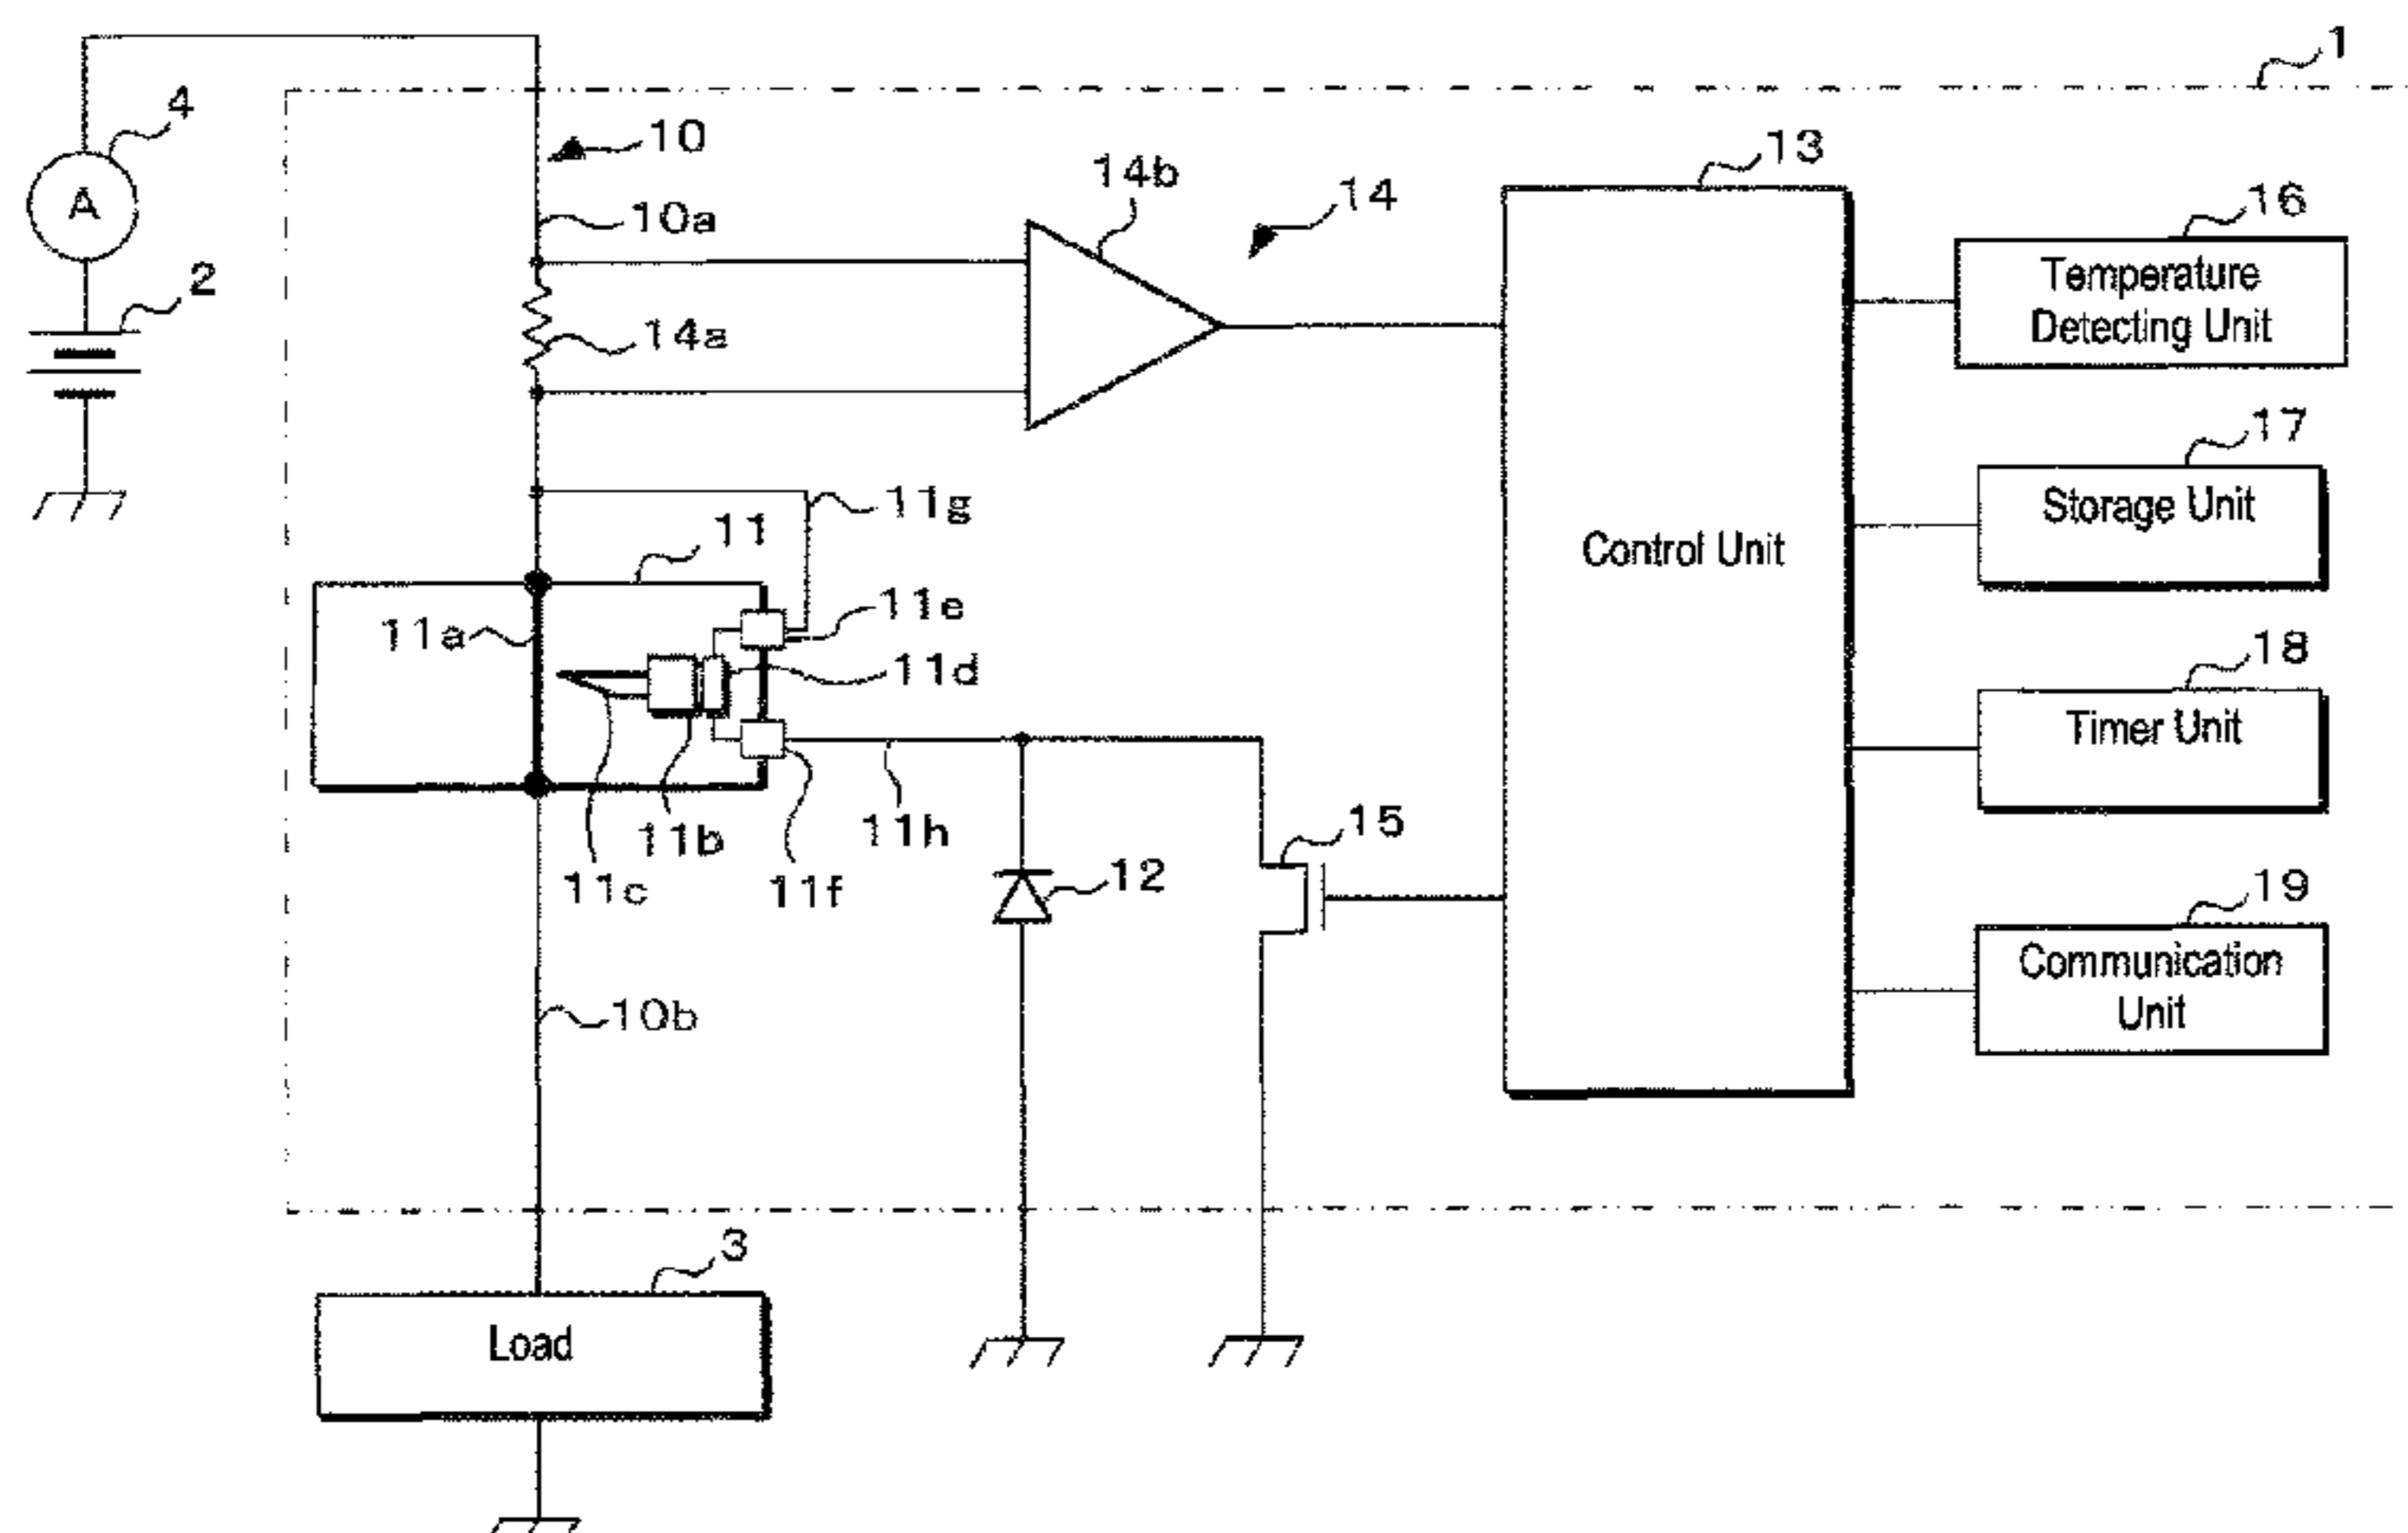 1
4
A
2
10
10a
14a
14b
14
13
Control Unit
16
Temperature
Detecting Unit
17
Storage Unit
18
Timer Unit
19
Communication
Unit
11g
11
11a
11e
11d
11b
11c
11f
11h
12
15
10b
3
Load